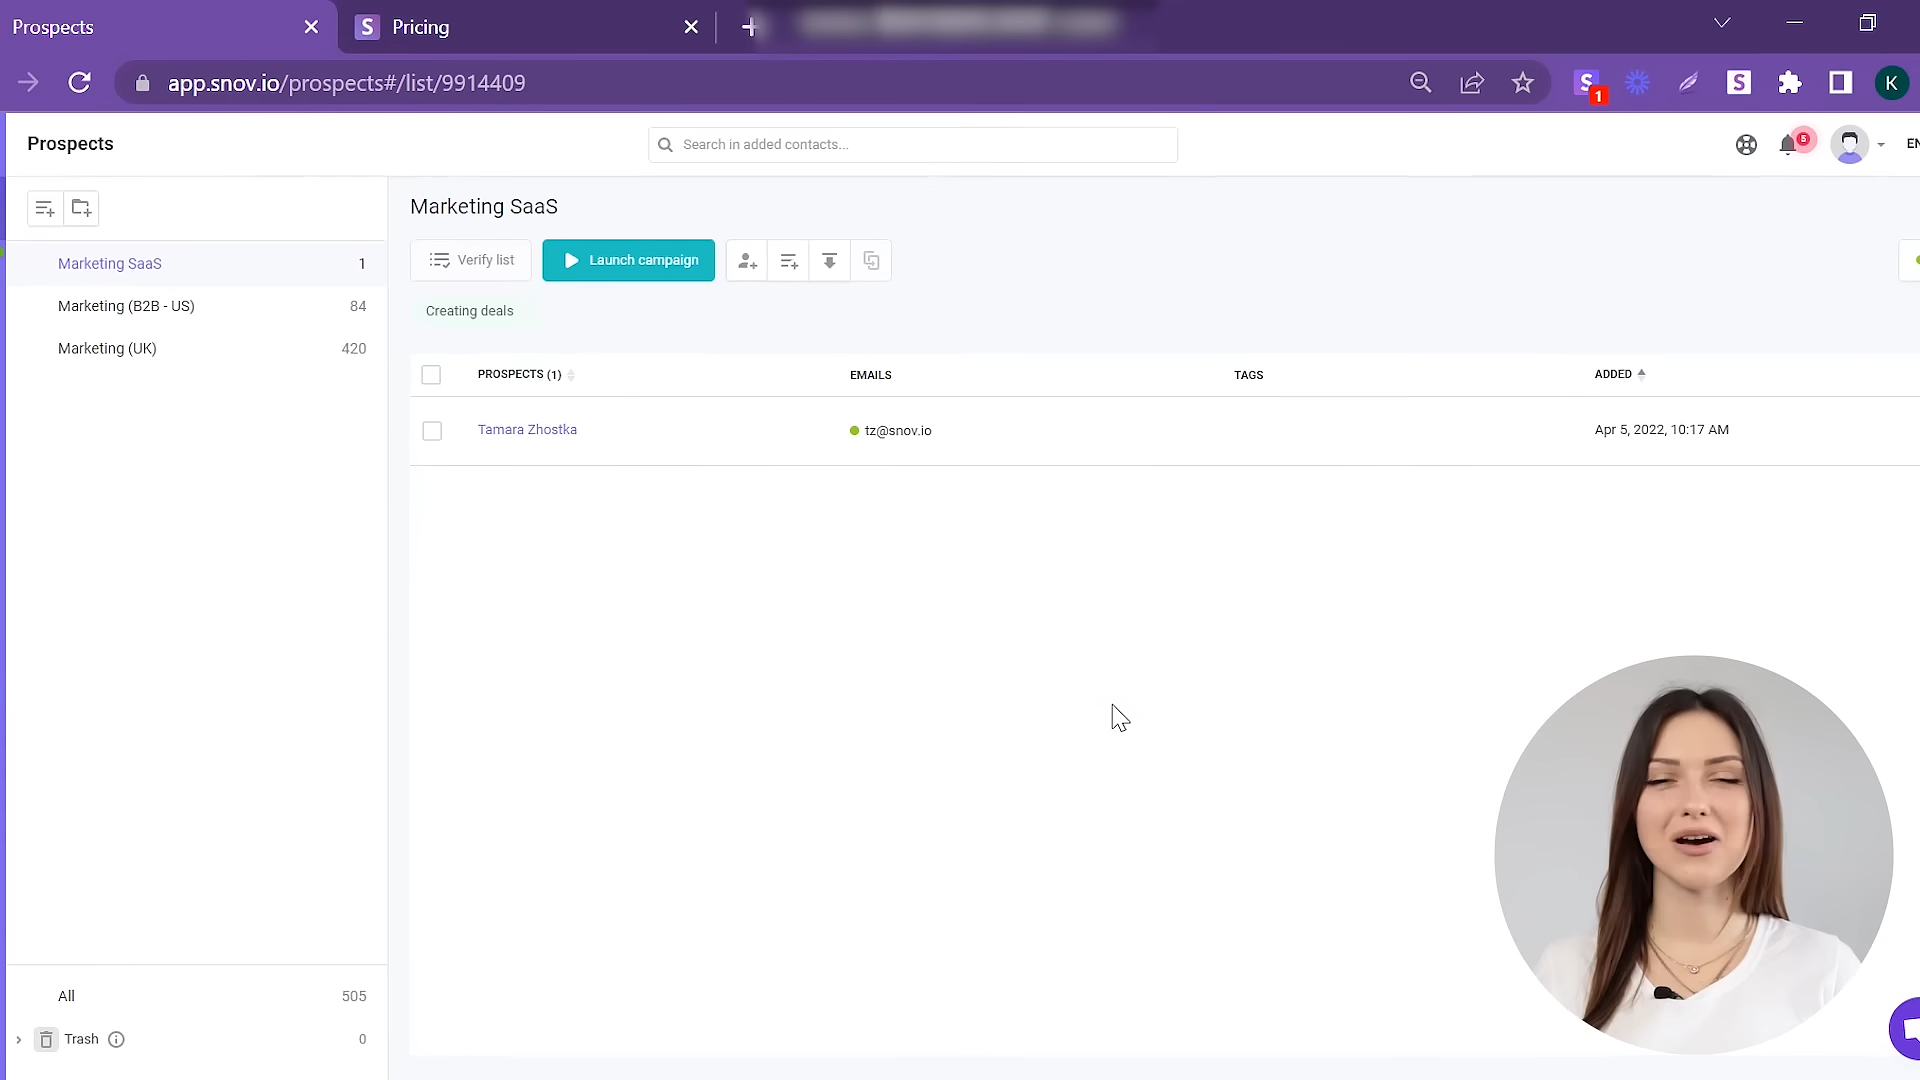 Prospects
S Pricing
app.snov.io/prospects#/list/9914409
S
1
S
K
Prospects
Search in added contacts...
5
EN
Marketing SaaS
Verify list
Launch campaign
Creating deals
Marketing SaaS 1
Marketing (B2B - US) 84
Marketing (UK) 420
PROSPECTS (1) EMAILS TAGS ADDED
Tamara Zhostka tz@snov.io Apr 5, 2022, 10:17 AM
All 505
Trash 0